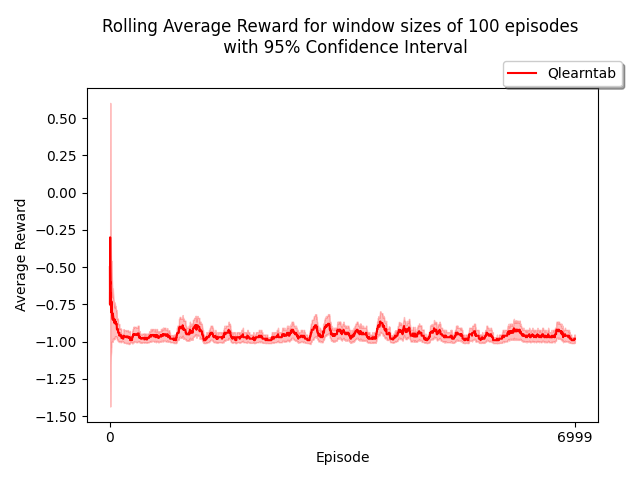 Rolling Average Reward for window sizes of 100 episodes
with 95% Confidence Interval
Qlearntab
0.50
0.25
0.00
−0.25
−0.50
−0.75
−1.00
−1.25
−1.50
Average Reward
0 6999
Episode